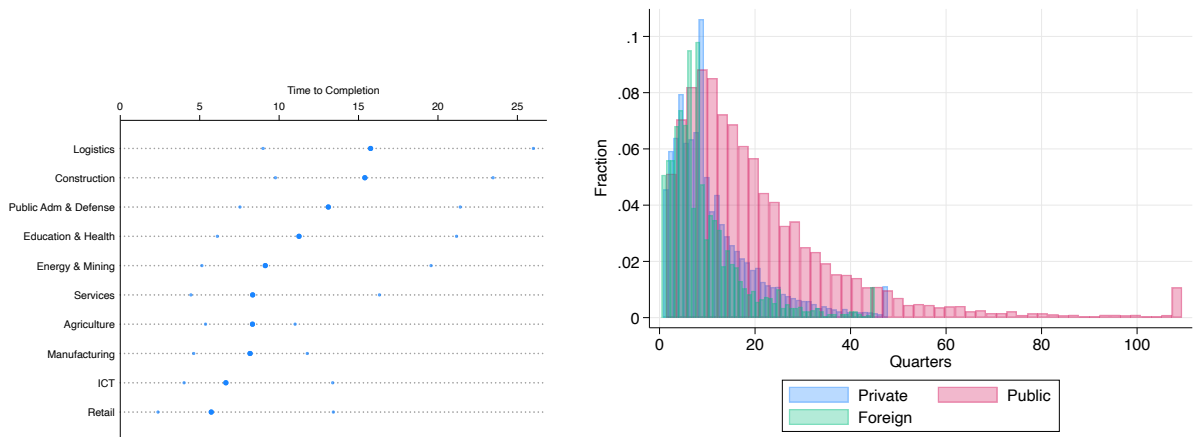 Time to Completion
0 5 10 15 20 25
Logistics
Construction
Public Adm & Defense
Education & Health
Energy & Mining
Services
Agriculture
Manufacturing
ICT
Retail
.1
.08
.06
.04
.02
0
Fraction
0 20 40 60 80 100
Quarters
Private Public
Foreign